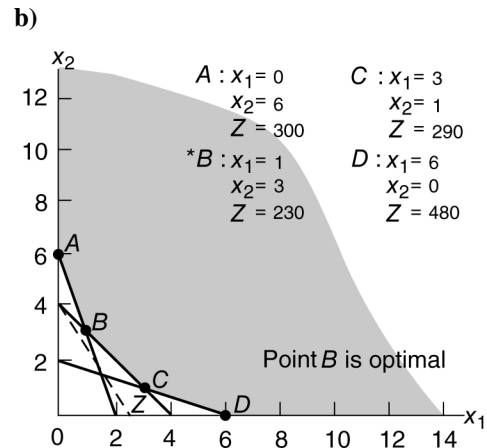 b)
x2
A : x1 = 0
x2 = 6
Z = 300
*B : x1 = 1
x2 = 3
Z = 230
C : x1 = 3
x2 = 1
Z = 290
D : x1 = 6
x2 = 0
Z = 480
12
10
8
6
4
2
A
B
C
D
Z
Point B is optimal
0
2
4
6
8
10
12
14
x1